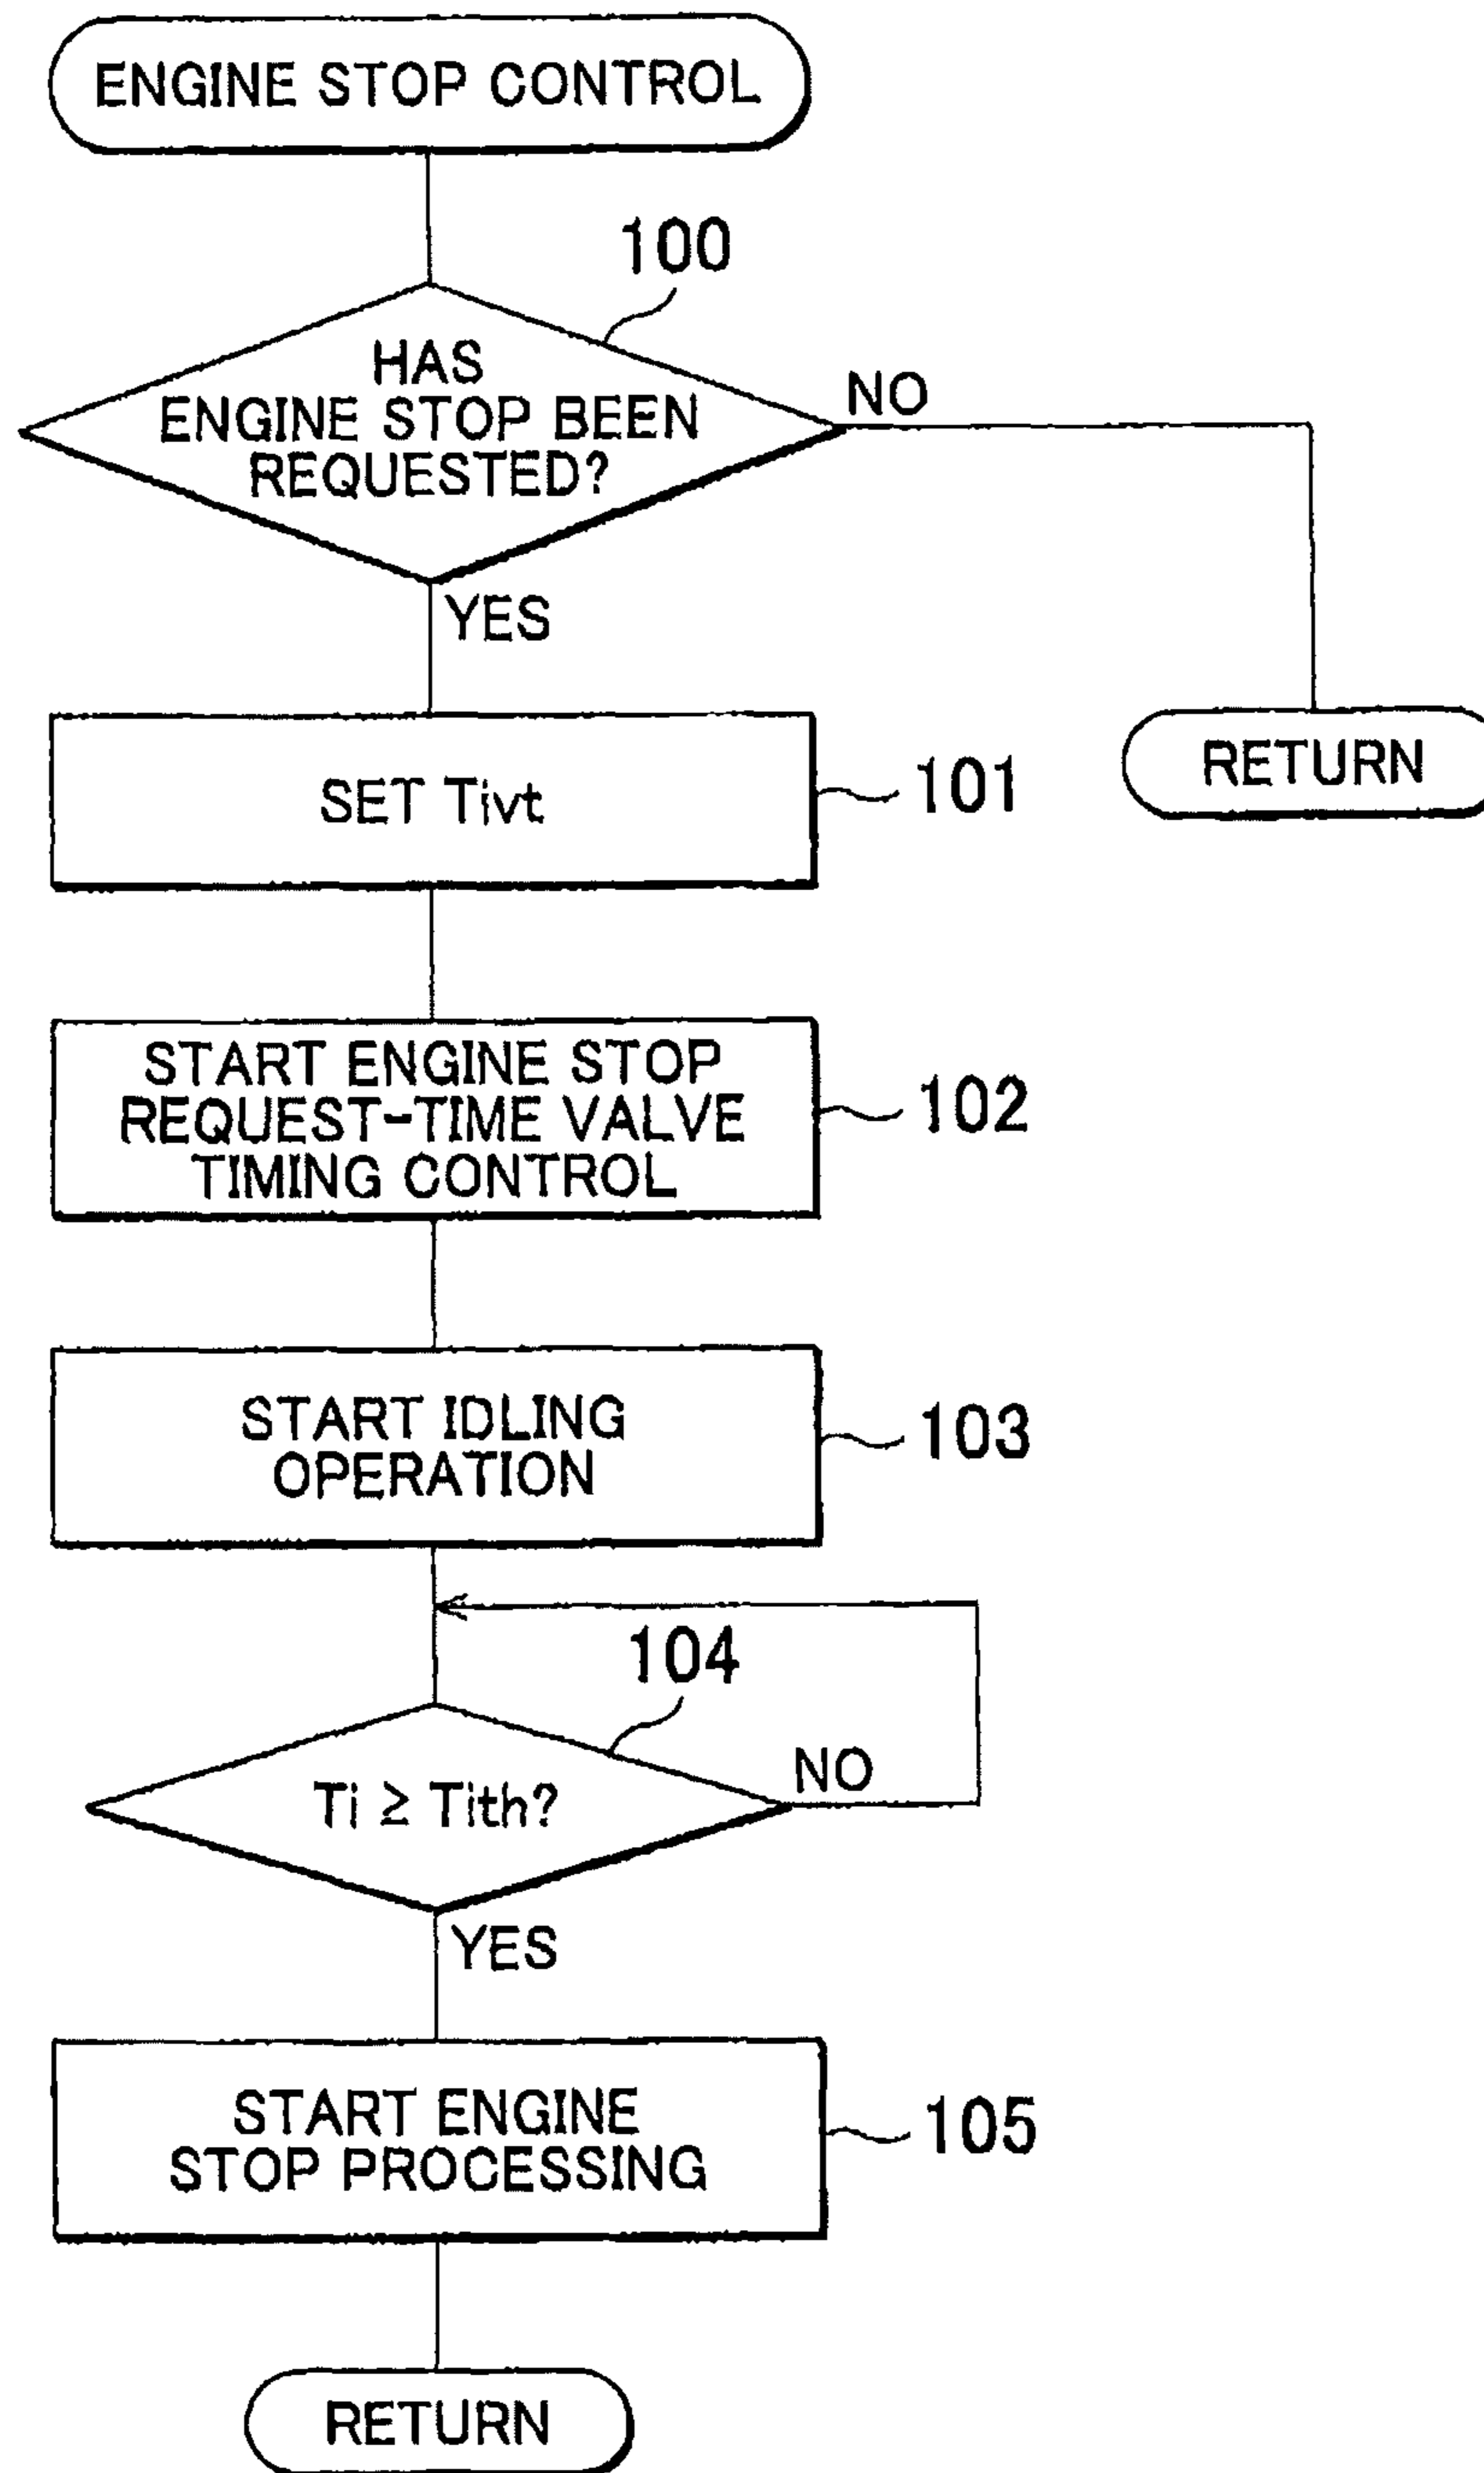 ENGINE STOP CONTROL
100
HAS
ENGINE STOP BEEN
REQUESTED?
NO
YES
RETURN
SET Tivt
101
START ENGINE STOP
REQUEST-TIME VALVE
TIMING CONTROL
102
START IDLING
OPERATION
103
104
Ti ≥ Tith?
NO
YES
START ENGINE
STOP PROCESSING
105
RETURN